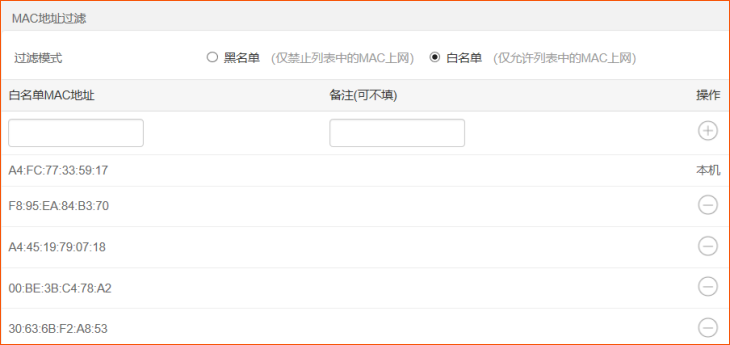 MAC地址过滤
过滤模式 黑名单 (仅禁止列表中的MAC上网) 白名单 (仅允许列表中的MAC上网)
白名单MAC地址 备注(可不填) 操作
A4:FC:77:33:59:17 本机
F8:95:EA:84:B3:70
A4:45:19:79:07:18
00:BE:3B:C4:78:A2
30:63:6B:F2:A8:53